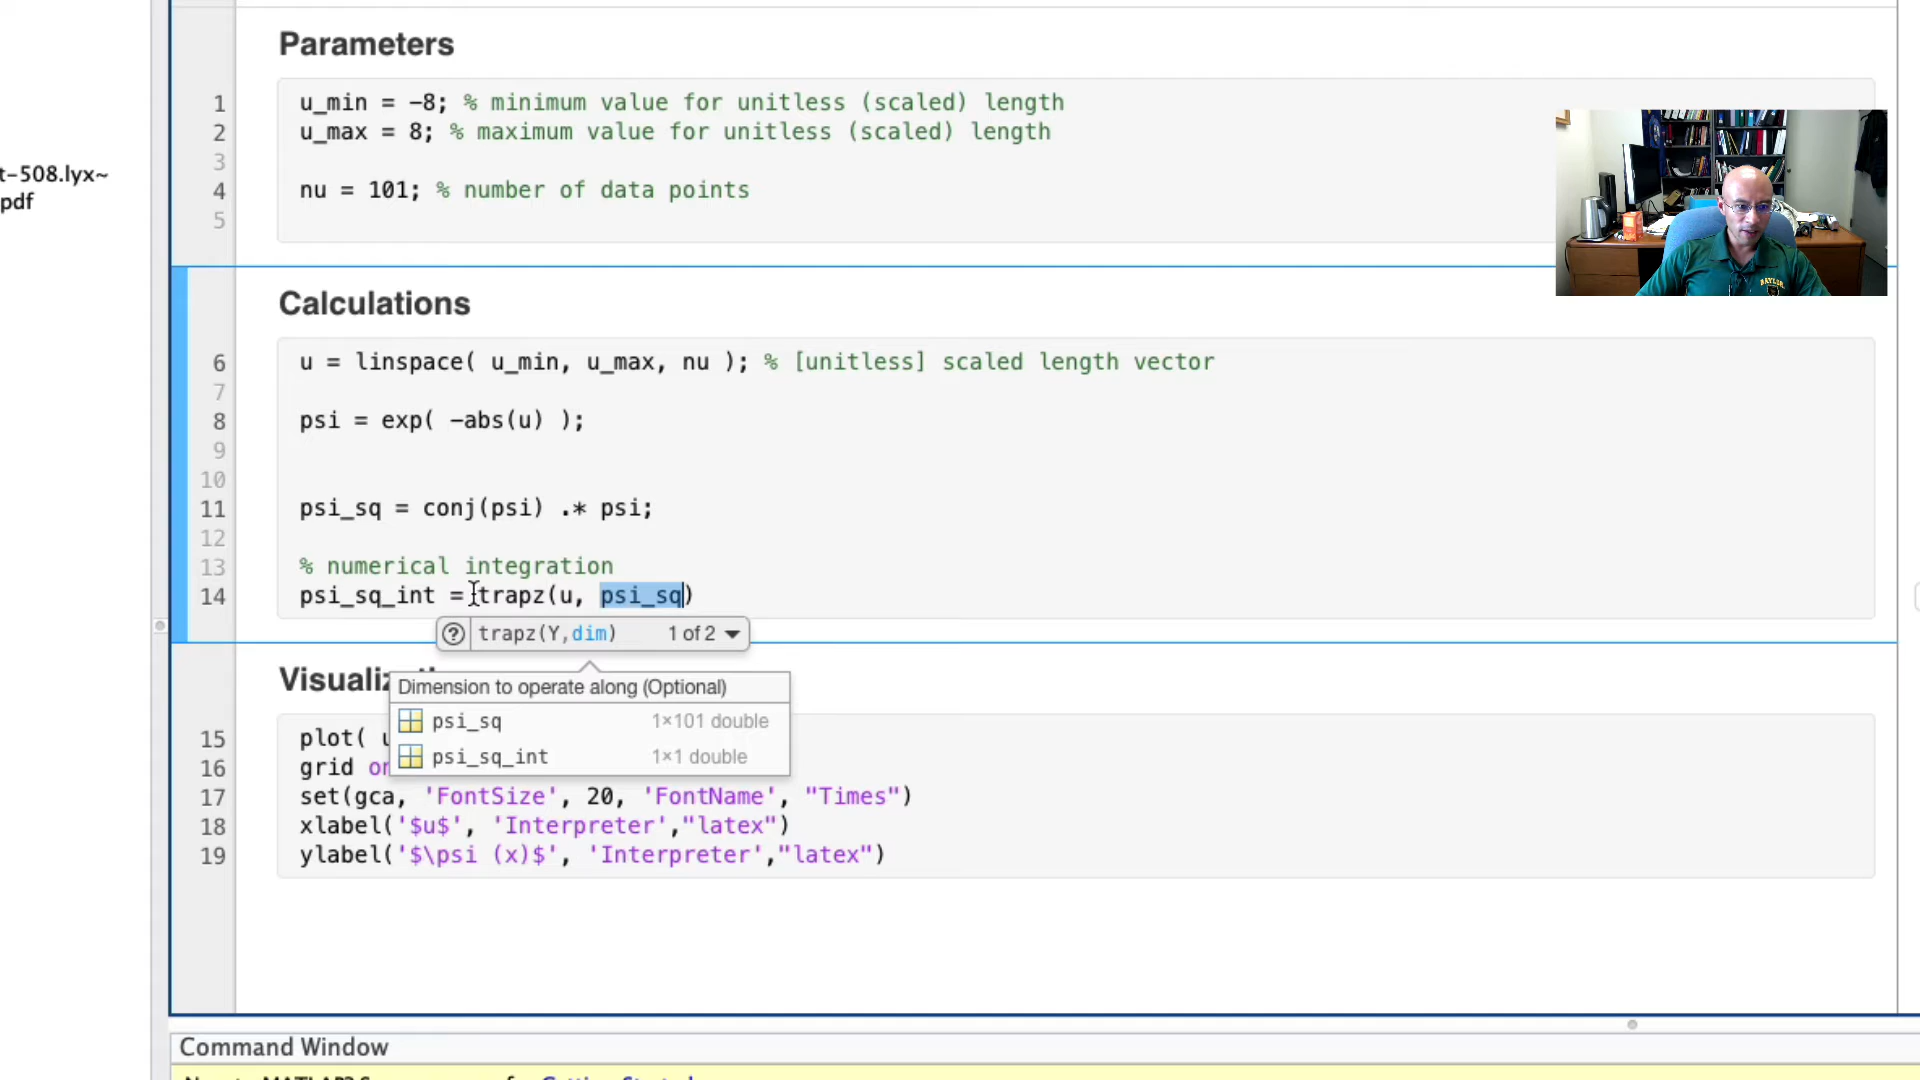 Parameters
1 u_min = -8; % minimum value for unitless (scaled) length
2 u_max = 8; % maximum value for unitless (scaled) length
3
t-508.lyx~
4 nu = 101; % number of data points
pdf
5
Calculations
6 u = linspace( u_min, u_max, nu ); % [unitless] scaled length vector
7
8 psi = exp( -abs(u) );
9
10
11 psi_sq = conj(psi) .* psi;
12
13 % numerical integration
14 psi_sq_int = trapz(u, psi_sq)
trapz(Y,dim) 1 of 2
Dimension to operate along (Optional)
psi_sq 1×101 double
psi_sq_int 1×1 double
15 plot(
16 grid on
17 set(gca, 'FontSize', 20, 'FontName', "Times")
18 xlabel('$u$', 'Interpreter',"latex")
19 ylabel('$\psi (x)$', 'Interpreter',"latex")
BAYLOR
Command Window